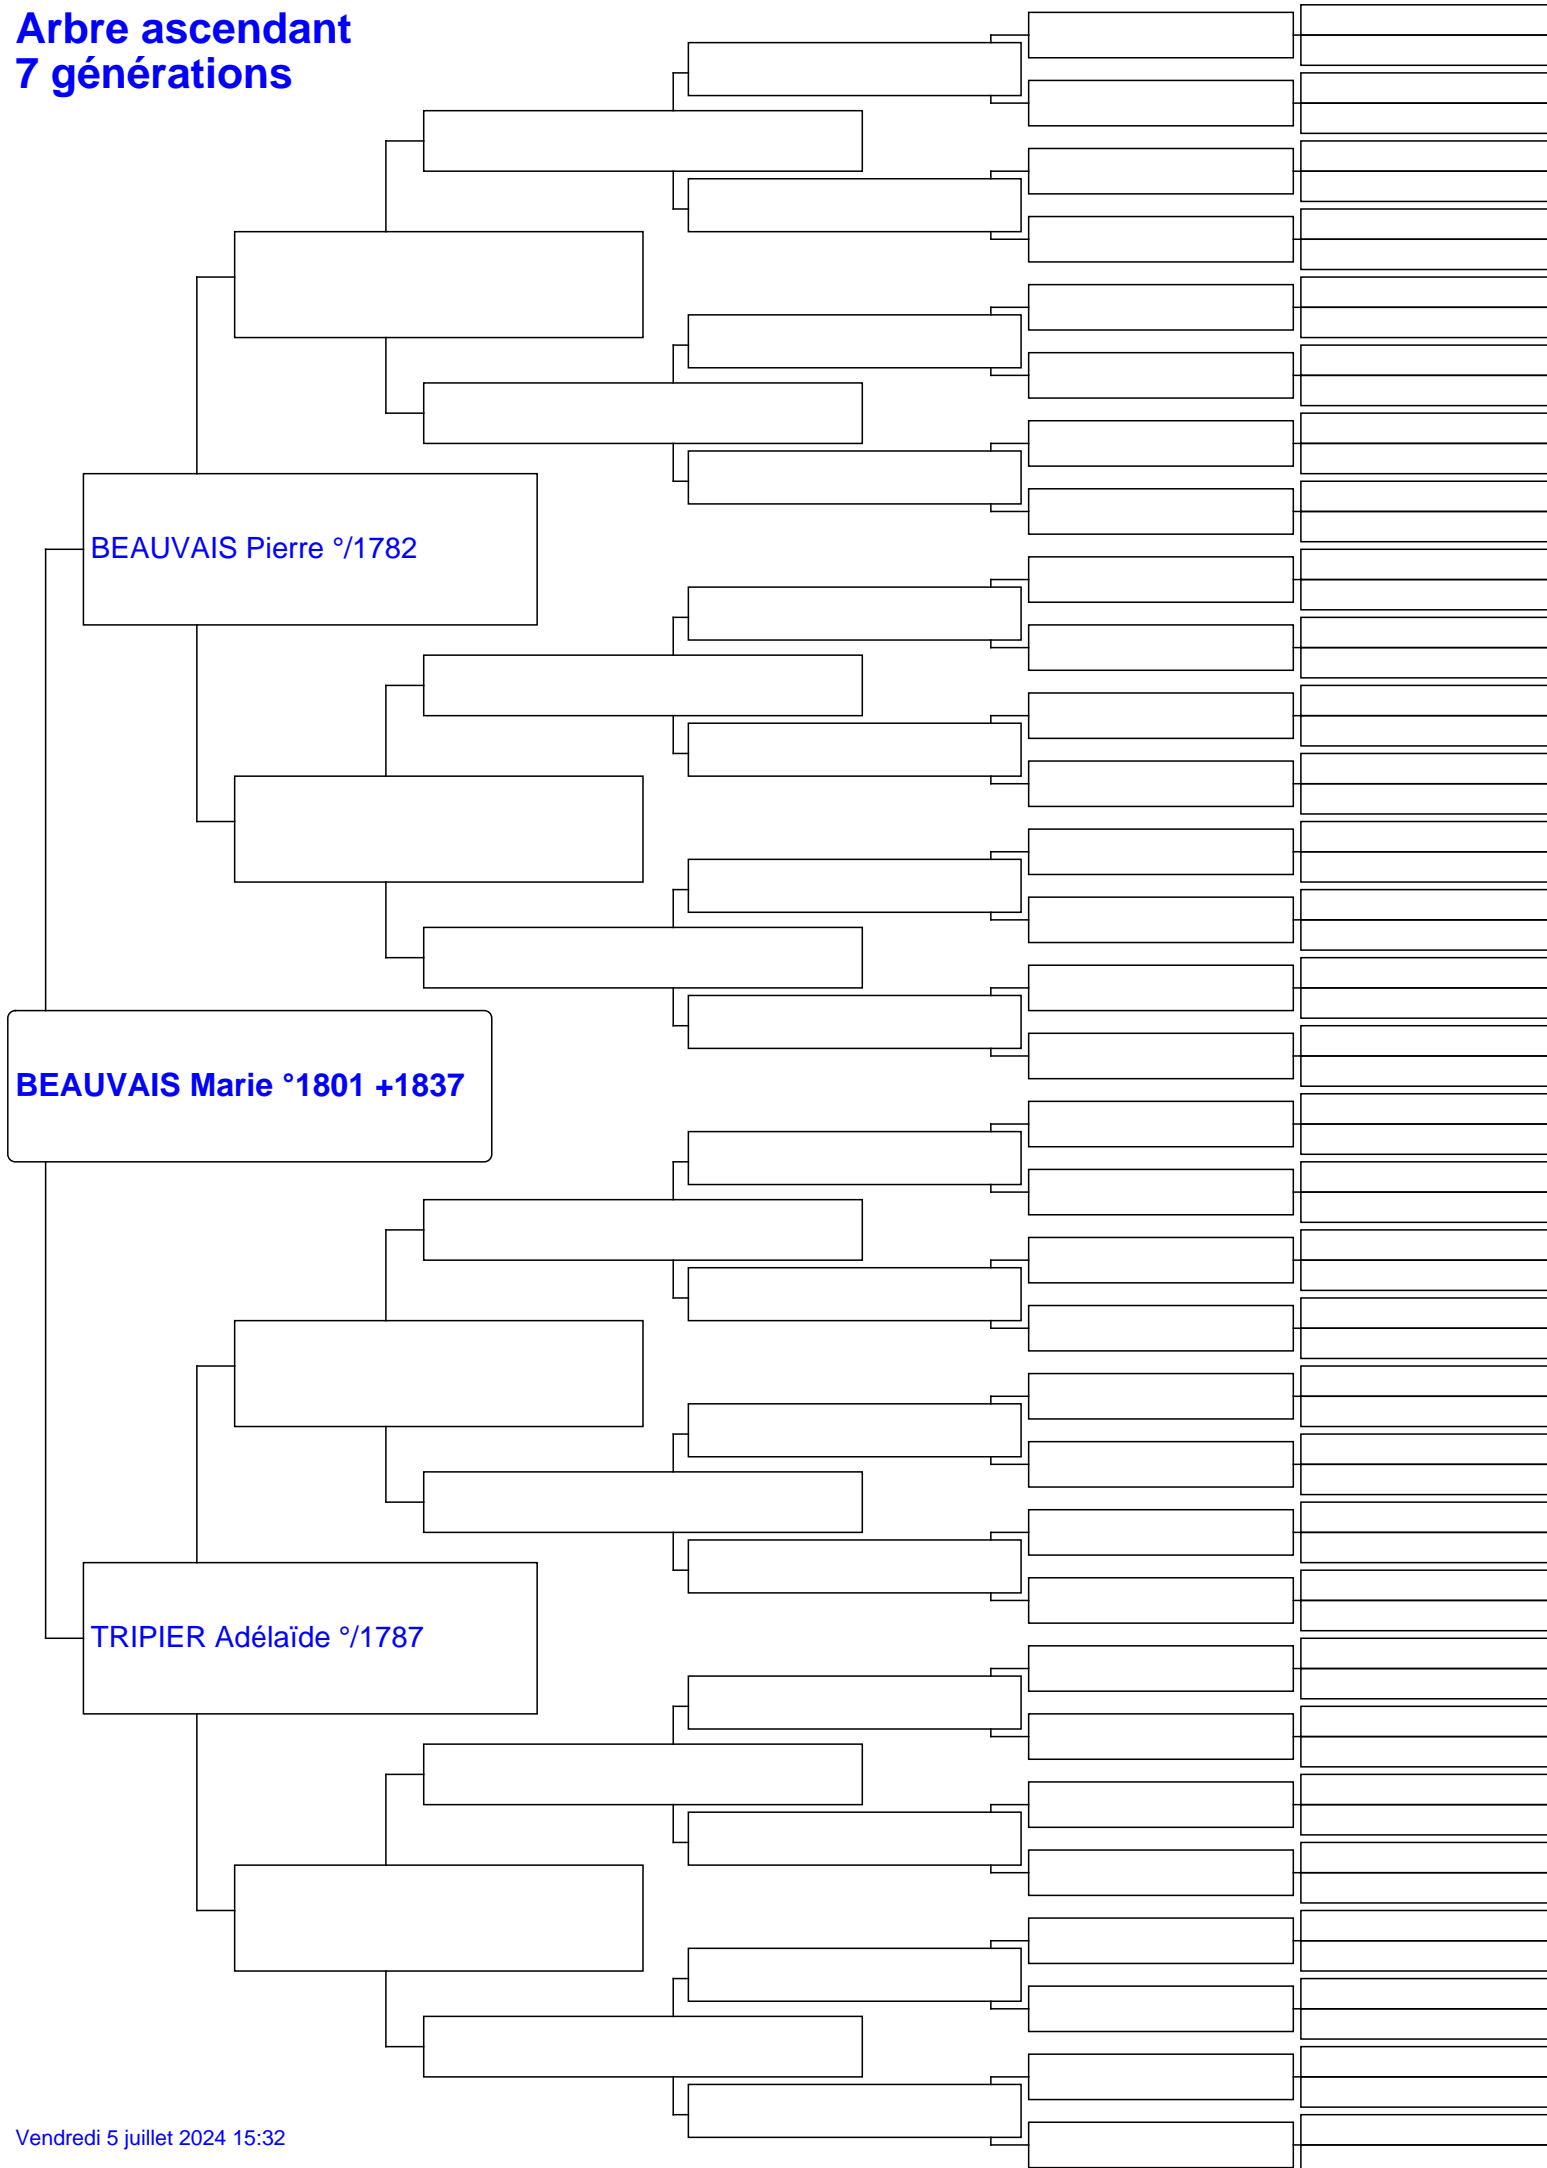 Arbre ascendant
7 générations
BEAUVAIS Pierre °/1782
BEAUVAIS Marie °1801 +1837
TRIPIER Adélaïde °/1787
Vendredi 5 juillet 2024 15:32